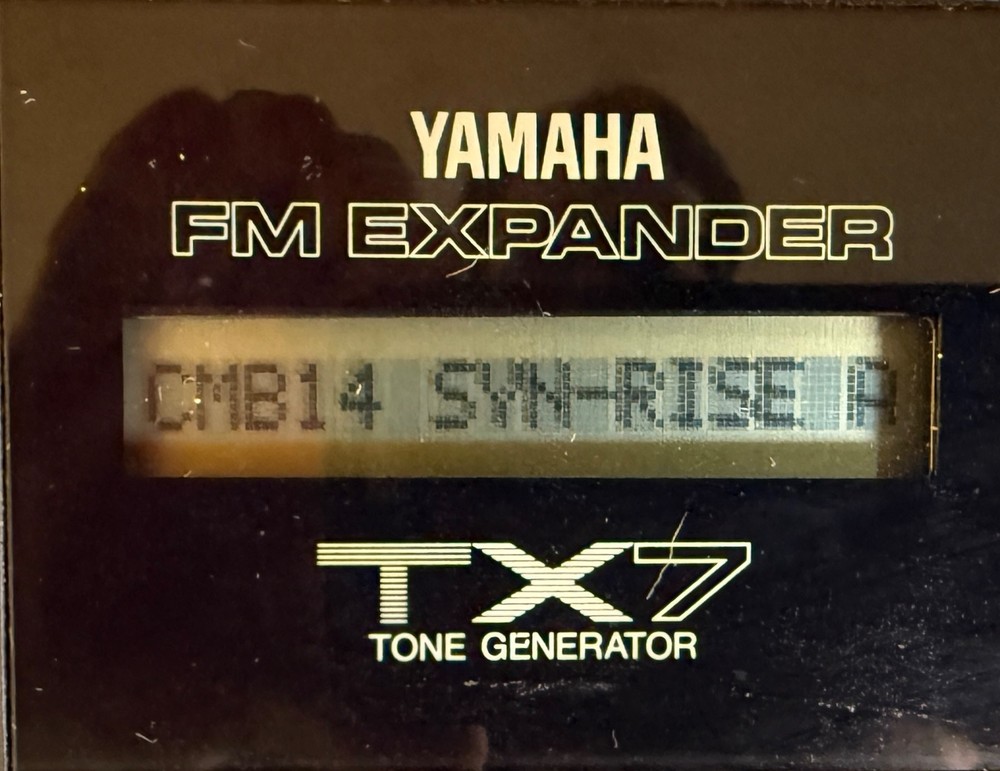 YAMAHA
FM EXPANDER
CMB14 SYN-RISE A
TX7
TONE GENERATOR